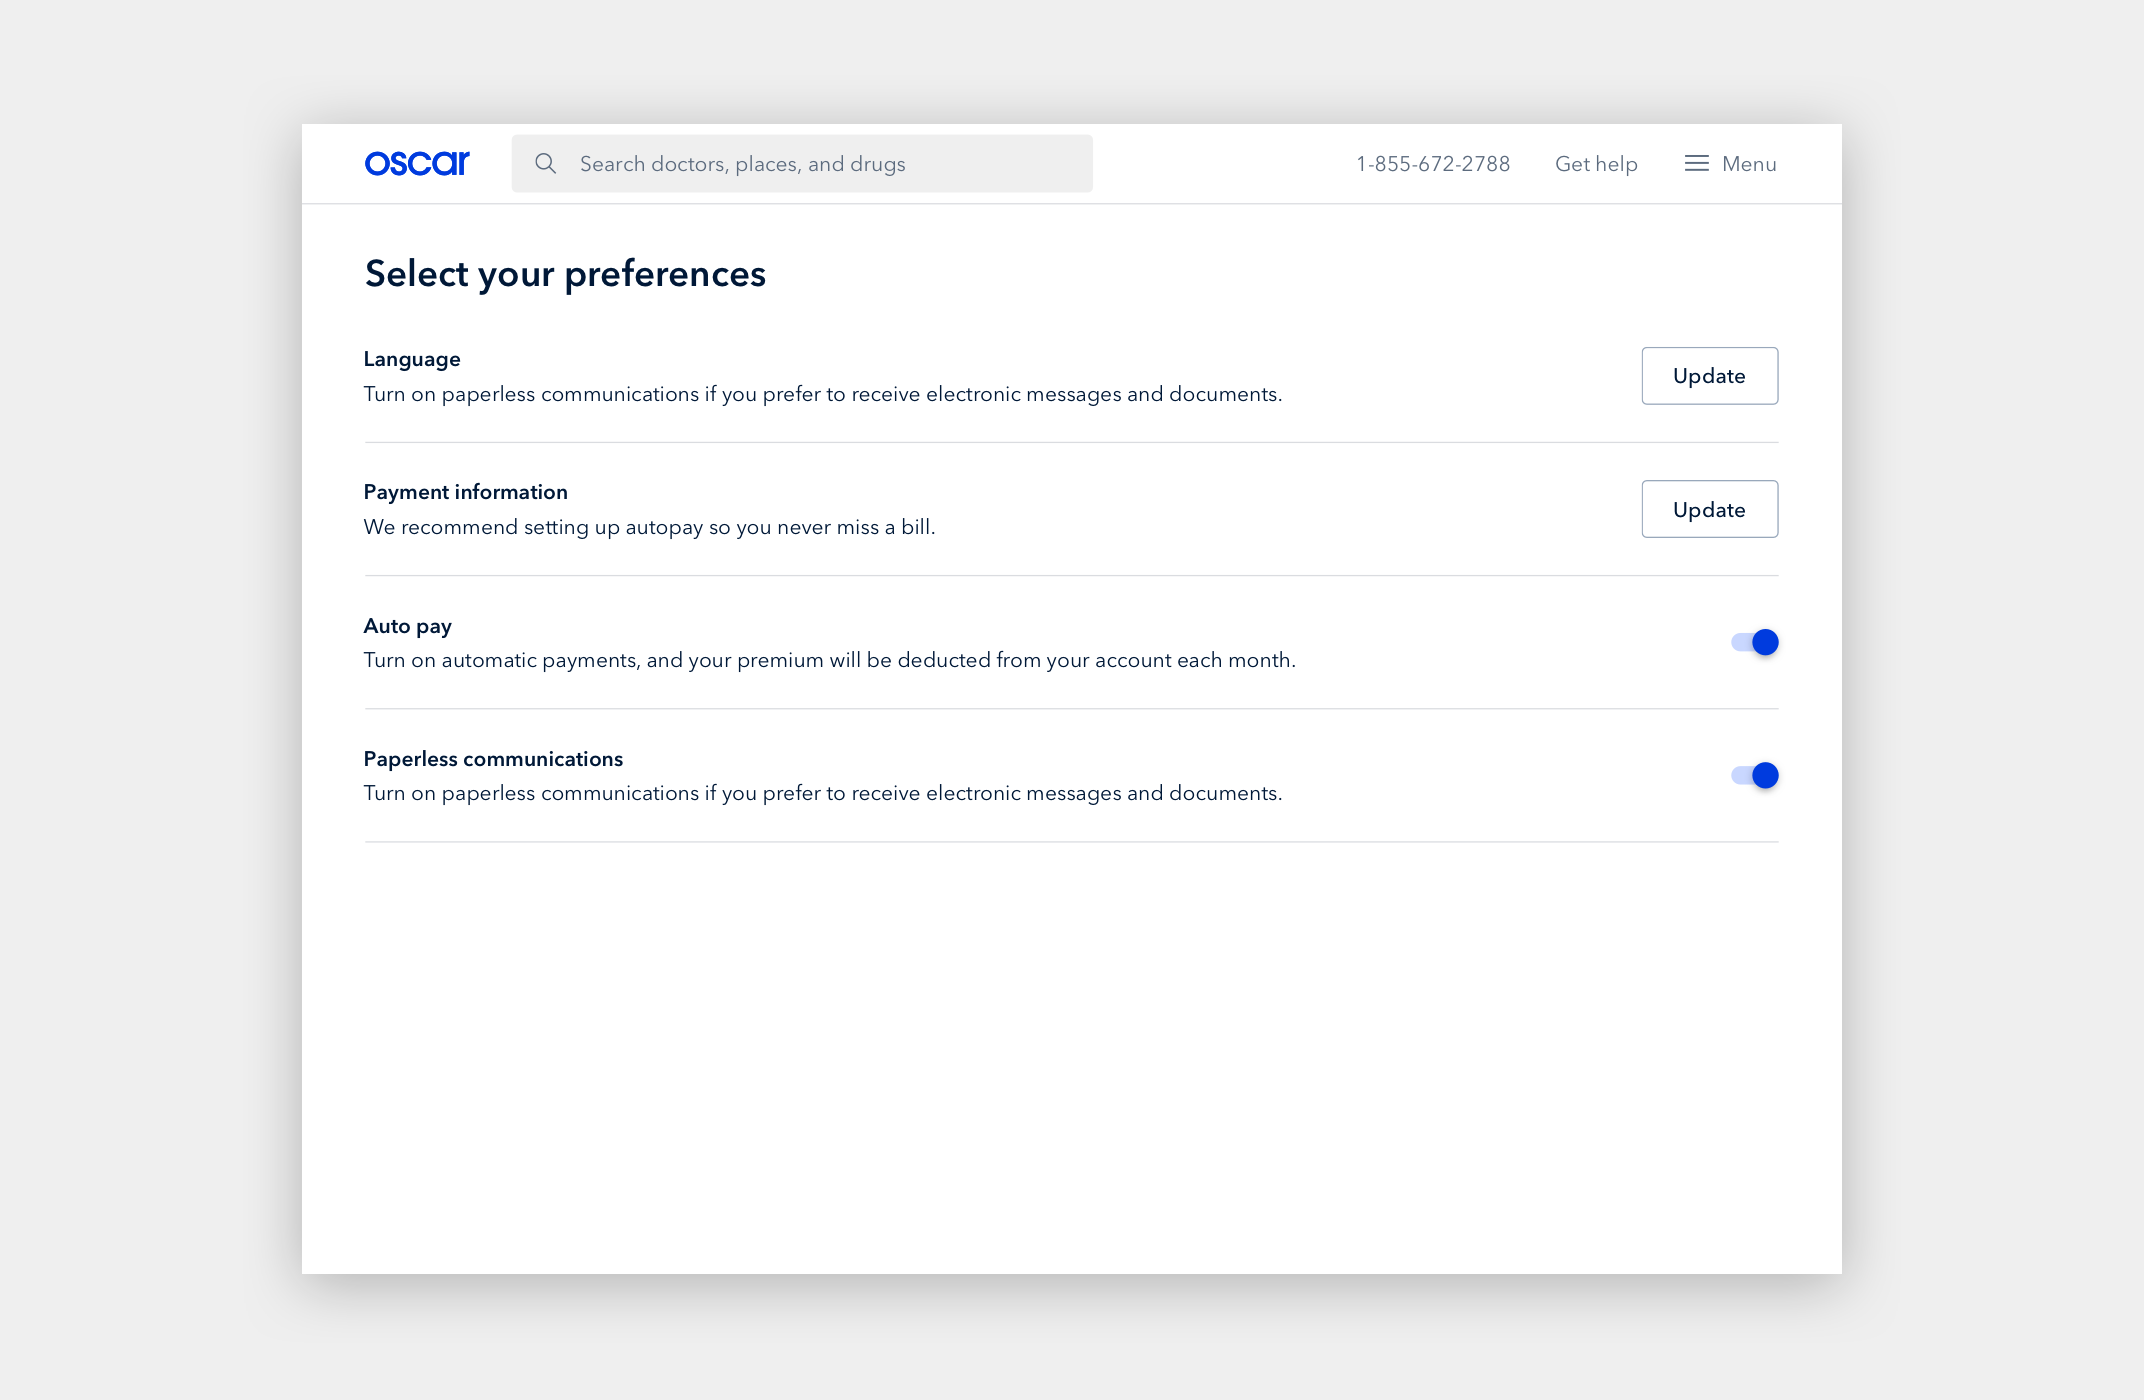 oscar
Search doctors, places, and drugs
1-855-672-2788
Get help
Menu
Select your preferences
Language
Turn on paperless communications if you prefer to receive electronic messages and documents.
Update
Payment information
We recommend setting up autopay so you never miss a bill.
Update
Auto pay
Turn on automatic payments, and your premium will be deducted from your account each month.
Paperless communications
Turn on paperless communications if you prefer to receive electronic messages and documents.